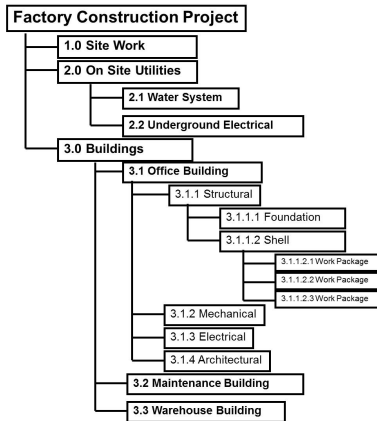 Factory Construction Project
1.0 Site Work
2.0 On Site Utilities
2.1 Water System
2.2 Underground Electrical
3.0 Buildings
3.1 Office Building
3.1.1 Structural
3.1.1.1 Foundation
3.1.1.2 Shell
3.1.1.2.1 Work Package
3.1.1.2.2 Work Package
3.1.1.2.3 Work Package
3.1.2 Mechanical
3.1.3 Electrical
3.1.4 Architectural
3.2 Maintenance Building
3.3 Warehouse Building